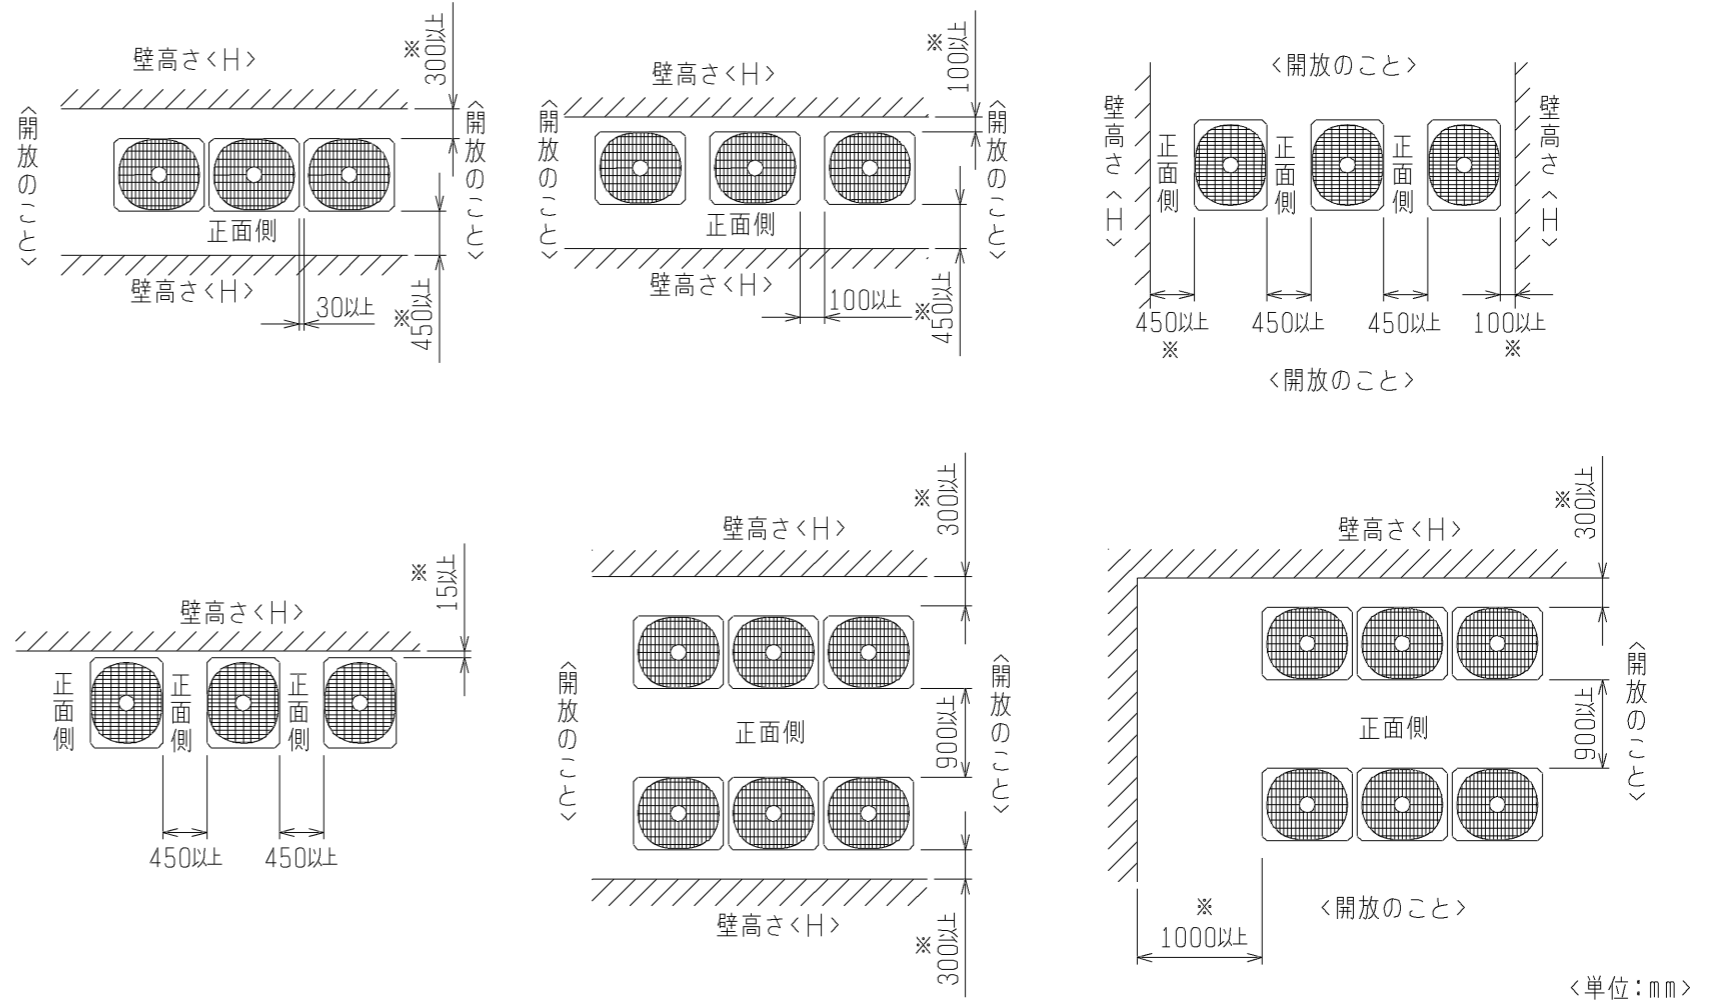 壁高さ<H>
※
300以上
<開放のこと>
<開放のこと>
正面側
壁高さ<H>
30以上
※
450以上
壁高さ<H>
※
100以上
<開放のこと>
<開放のこと>
正面側
壁高さ<H>
100以上
※
450以上
<開放のこと>
壁高さ<H>
正面側
正面側
正面側
壁高さ<H>
450以上
※
450以上
450以上
100以上
※
<開放のこと>
壁高さ<H>
※
15以上
正面側
正面側
正面側
450以上
450以上
壁高さ<H>
※
300以上
<開放のこと>
正面側
900以上
<開放のこと>
壁高さ<H>
※
300以上
壁高さ<H>
※
300以上
正面側
900以上
<開放のこと>
※
1000以上
<開放のこと>
<単位:mm>